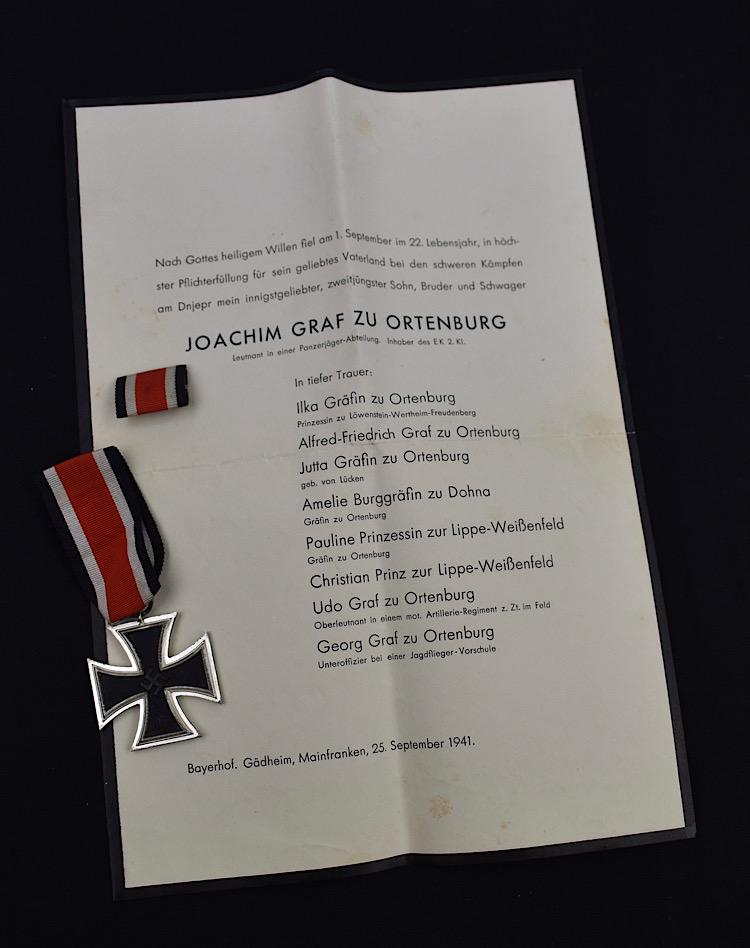 Nach Gottes heiligem Willen fiel am 1. September im 22. Lebensjahr, in höch-
ster Pflichterfüllung für sein geliebtes Vaterland bei den schweren Kämpfen
am Dnjepr mein innigstgeliebter, zweitjüngster Sohn, Bruder und Schwager
JOACHIM GRAF ZU ORTENBURG
Leutnant in einer Panzerjäger-Abteilung. Inhaber des EK 2. Kl.
In tiefer Trauer:
Ilka Gräfin zu Ortenburg
Prinzessin zu Löwenstein-Wertheim-Freudenberg
Alfred-Friedrich Graf zu Ortenburg
Jutta Gräfin zu Ortenburg
geb. von Lücken
Amelie Burggräfin zu Dohna
Gräfin zu Ortenburg
Pauline Prinzessin zur Lippe-Weißenfeld
Gräfin zu Ortenburg
Christian Prinz zur Lippe-Weißenfeld
Udo Graf zu Ortenburg
Oberleutnant in einem mot. Artillerie-Regiment z. Zt. im Feld
Georg Graf zu Ortenburg
Unteroffizier bei einer Jagdflieger-Vorschule
Bayerhof. Gädheim, Mainfranken, 25. September 1941.